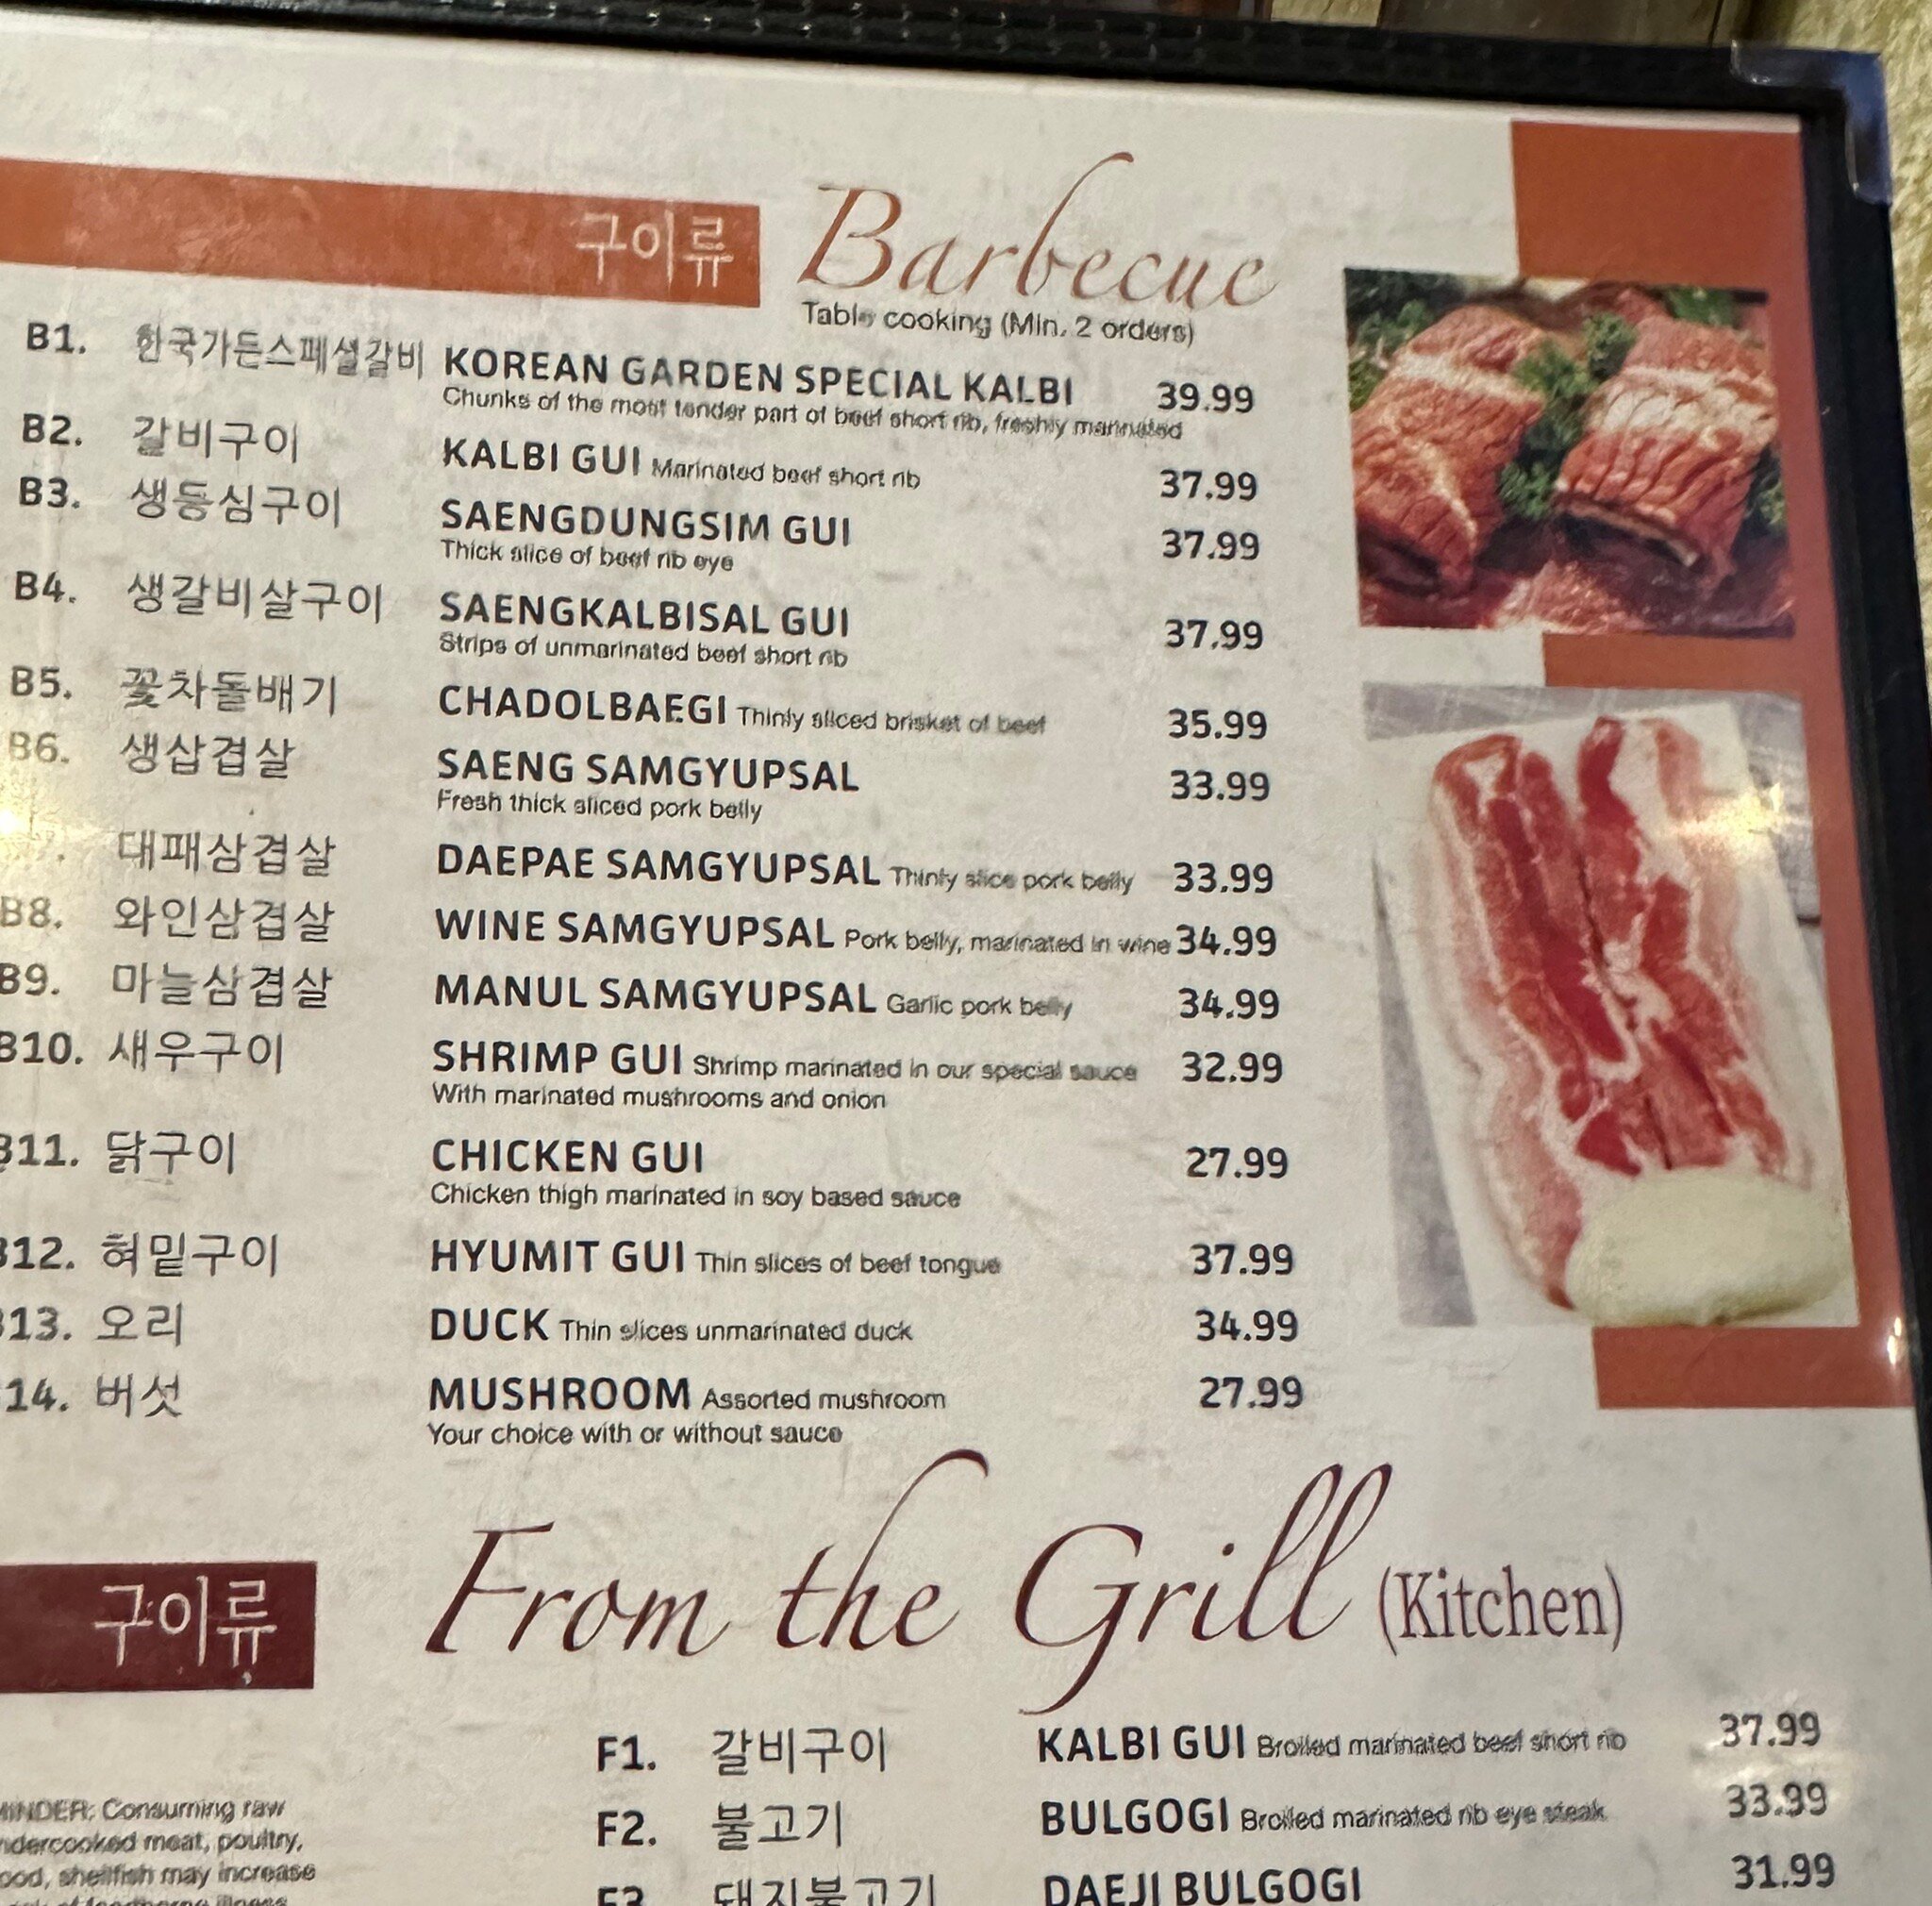 구이류 Barbecue
Table cooking (Min. 2 orders)
B1. 한국가든스페셜갈비 KOREAN GARDEN SPECIAL KALBI 39.99
Chunks of the most tender part of beef short rib, freshly marinated
B2. 갈비구이 KALBI GUI Marinated beef short rib 37.99
B3. 생등심구이 SAENGDUNGSIM GUI 37.99
Thick slice of beef rib eye
B4. 생갈비살구이 SAENGKALBISAL GUI 37.99
Strips of unmarinated beef short rib
B5. 꽃차돌배기 CHADOLBAEGI Thinly sliced brisket of beef 35.99
B6. 생삼겹살 SAENG SAMGYUPSAL 33.99
Fresh thick sliced pork belly
대패삼겹살 DAEPAE SAMGYUPSAL Thinly slice pork belly 33.99
B8. 와인삼겹살 WINE SAMGYUPSAL Pork belly, marinated in wine 34.99
B9. 마늘삼겹살 MANUL SAMGYUPSAL Garlic pork belly 34.99
B10. 새우구이 SHRIMP GUI Shrimp marinated in our special sauce 32.99
With marinated mushrooms and onion
B11. 닭구이 CHICKEN GUI 27.99
Chicken thigh marinated in soy based sauce
B12. 혀밑구이 HYUMIT GUI Thin slices of beef tongue 37.99
13. 오리 DUCK Thin slices unmarinated duck 34.99
14. 버섯 MUSHROOM Assorted mushroom 27.99
Your choice with or without sauce
구이류 From the Grill (Kitchen)
F1. 갈비구이 KALBI GUI Broiled marinated beef short rib 37.99
F2. 불고기 BULGOGI Broiled marinated rib eye steak 33.99
F3 돼지불고기 DAEJI BULGOGI 31.99
MINDER: Consuming raw
ndercooked meat, poultry,
ood, shellfish may increase
of foodborne illness